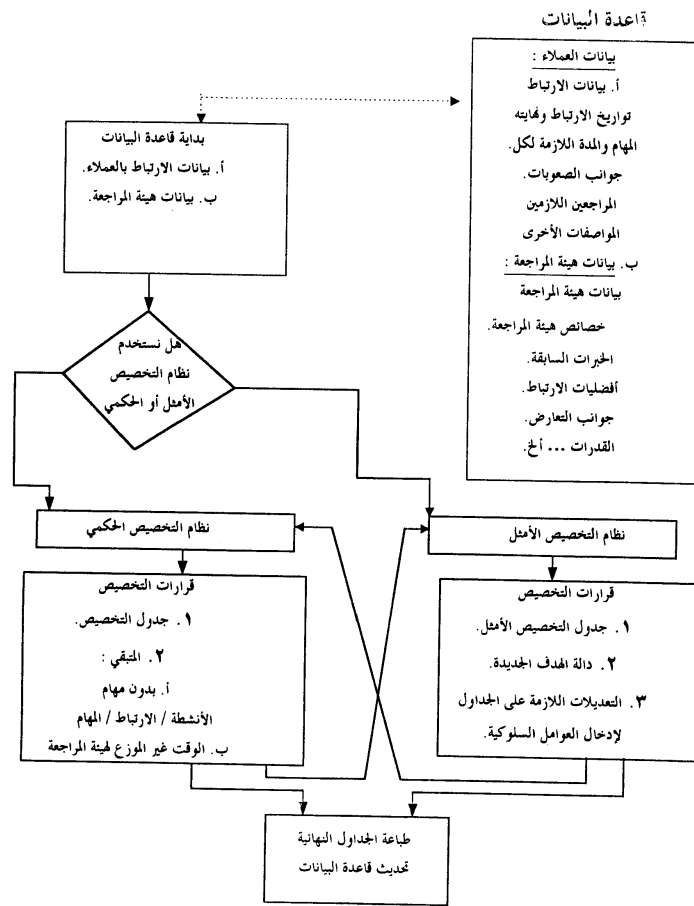 قاعدة البيانات
بيانات العملاء :
أ. بيانات الارتباط
تواريخ الارتباط ونهايته
المهام والمدة اللازمة لكل.
جوانب الصعوبات.
المراجعين اللازمين
المواصفات الأخرى
ب. بيانات هيئة المراجعة :
بيانات هيئة المراجعة
خصائص هيئة المراجعة.
الخبرات السابقة.
أفضليات الارتباط.
جوانب التعارض.
القدرات ... ألخ.
بداية قاعدة البيانات
أ. بيانات الارتباط بالعملاء.
ب. بيانات هيئة المراجعة.
هل نستخدم
نظام التخصيص
الأمثل أو الحكمي
نظام التخصيص الأمثل
نظام التخصيص الحكمي
قرارات التخصيص
١. جدول التخصيص الأمثل.
٢. دالة الهدف الجديدة.
٣. التعديلات اللازمة على الجداول
لإدخال العوامل السلوكية.
قرارات التخصيص
١. جدول التخصيص.
٢. المتبقي :
أ. بدون مهام
الأنشطة / الارتباط / المهام
ب. الوقت غير الموزع لهيئة المراجعة
طباعة الجداول النهائية
تحديث قاعدة البيانات